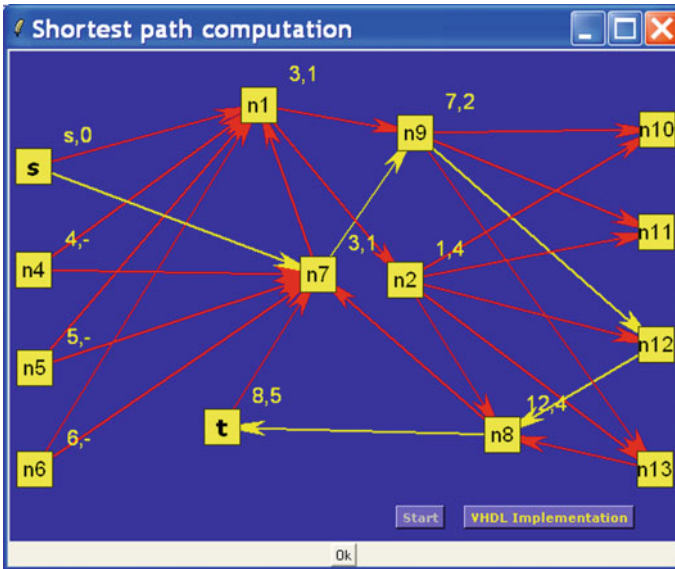 Shortest path computation
3,1
n1
7,2
n9
n10
s,0
s
n11
4,-
n4
3,1
n7
1,4
n2
5,-
n5
n12
8,5
t
12,4
n8
6,-
n6
n13
Start
VHDL Implementation
Ok